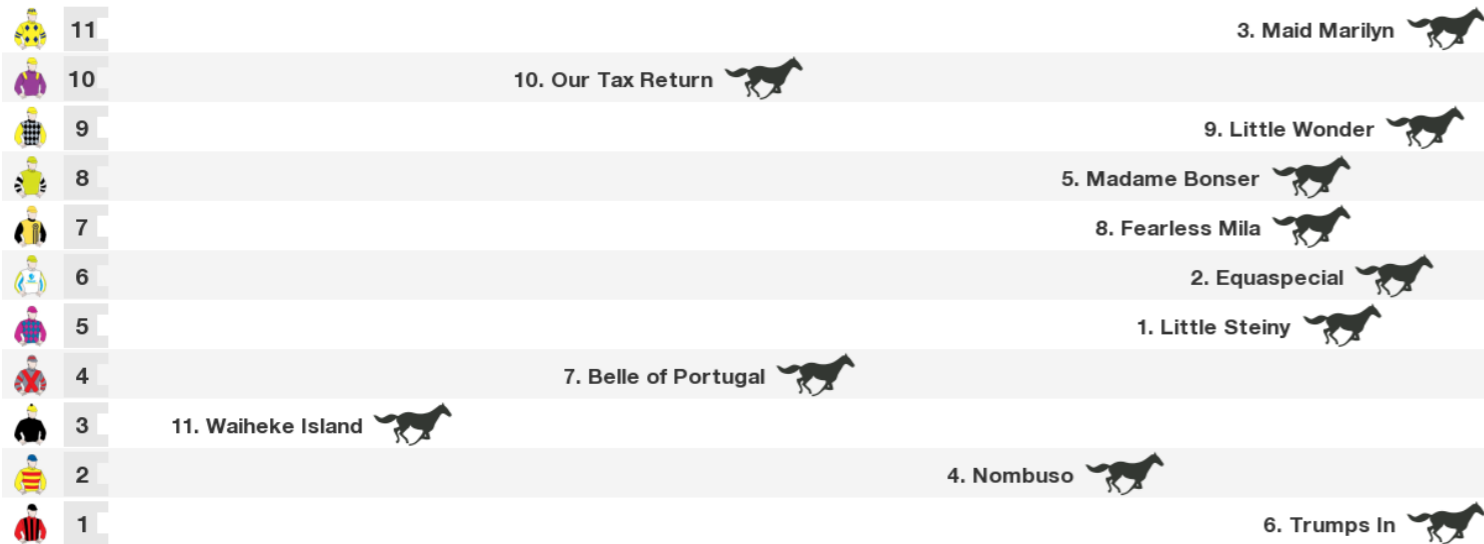 11 3. Maid Marilyn
10 10. Our Tax Return
9 9. Little Wonder
8 5. Madame Bonser
7 8. Fearless Mila
6 2. Equaspecial
5 1. Little Steiny
4 7. Belle of Portugal
3 11. Waiheke Island
2 4. Nombuso
1 6. Trumps In